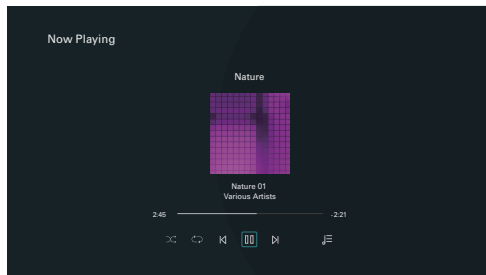 Now Playing
Nature
Nature 01
Various Artists
2:45 -2:21